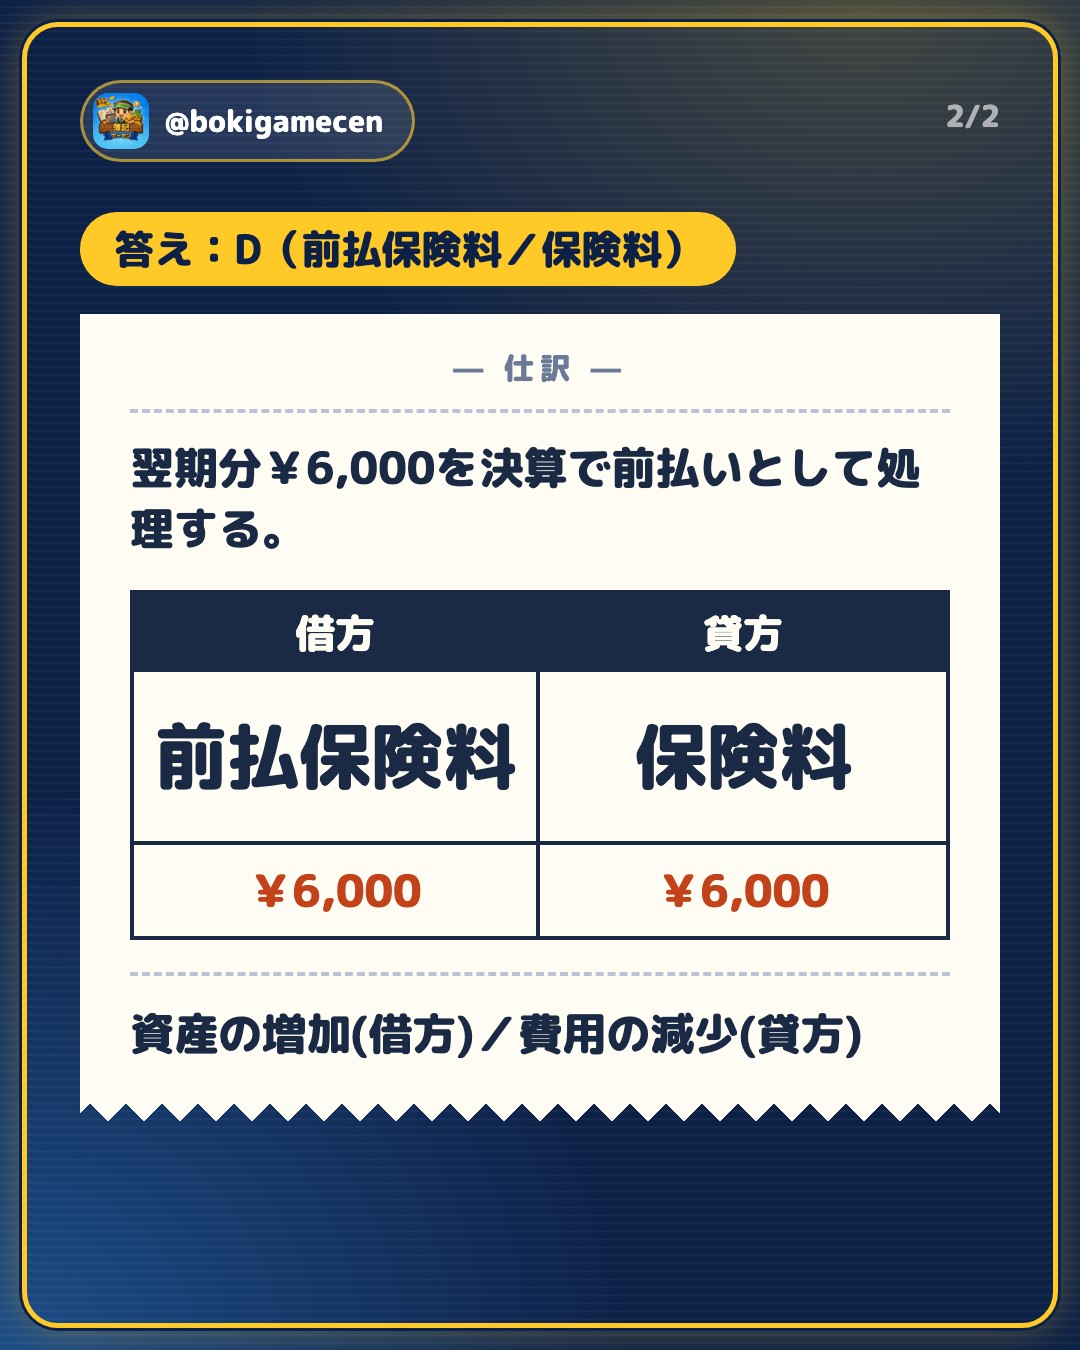 @bokigamecen
2/2
答え：D（前払保険料／保険料）
― 仕訳 ―
翌期分￥6,000を決算で前払いとして処
理する。
借方 貸方
前払保険料 保険料
￥6,000 ￥6,000
資産の増加(借方)／費用の減少(貸方)